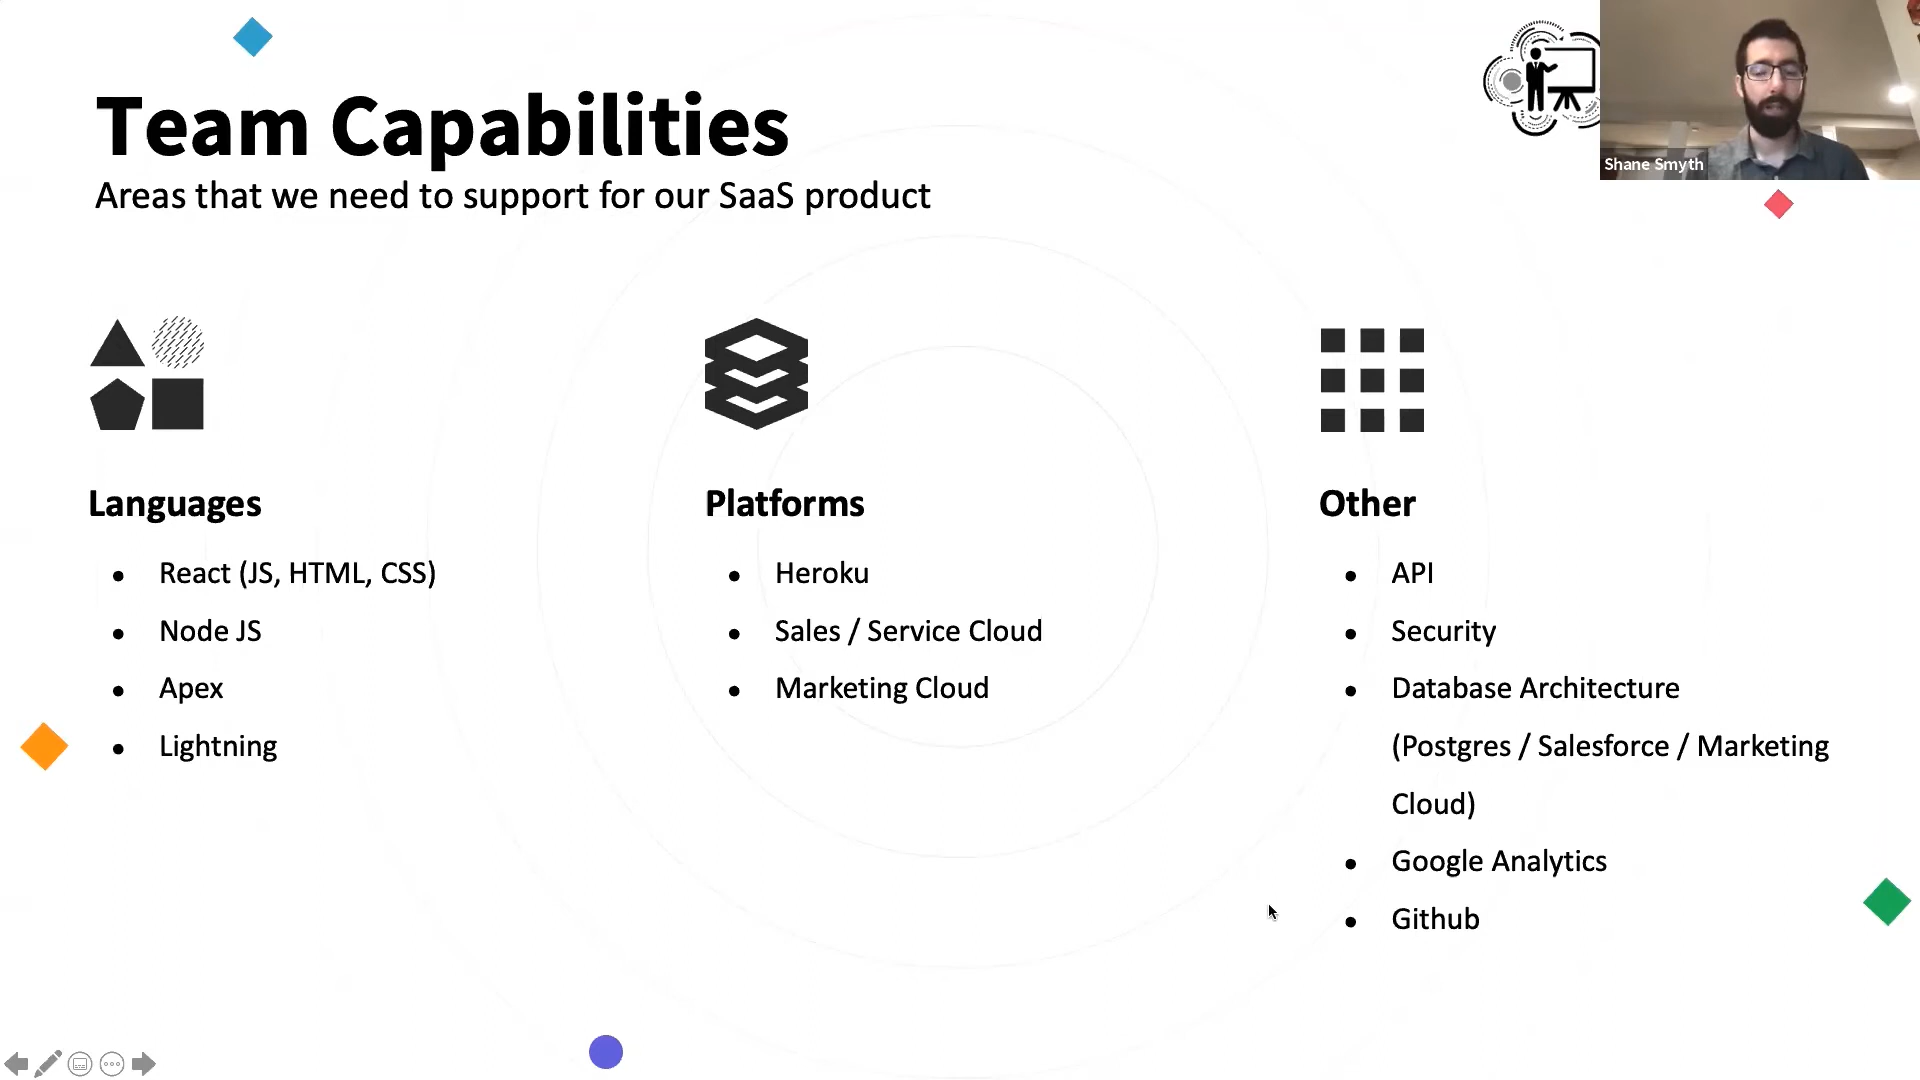 Team Capabilities
Areas that we need to support for our SaaS product
Shane Smyth
Languages
React (JS, HTML, CSS)
Node JS
Apex
Lightning
Platforms
Heroku
Sales / Service Cloud
Marketing Cloud
Other
API
Security
Database Architecture
(Postgres / Salesforce / Marketing
Cloud)
Google Analytics
Github